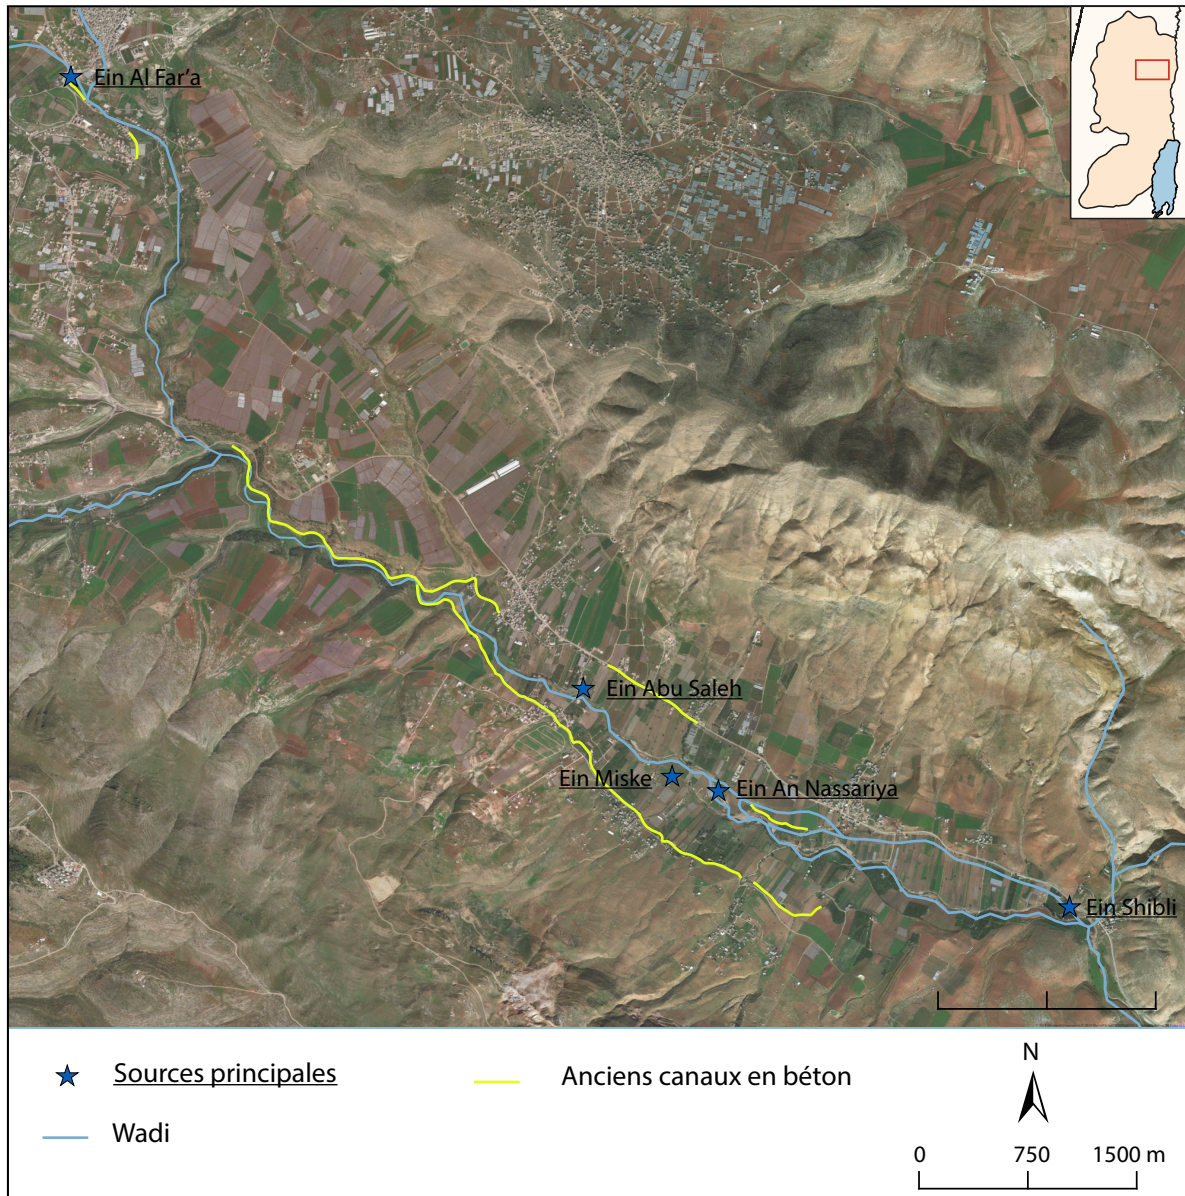 Ein Al Far'a
Ein Abu Saleh
Ein Miske
Ein An Nassariya
Ein Shibli
Sources principales
Anciens canaux en béton
Wadi
N
0 750 1500 m